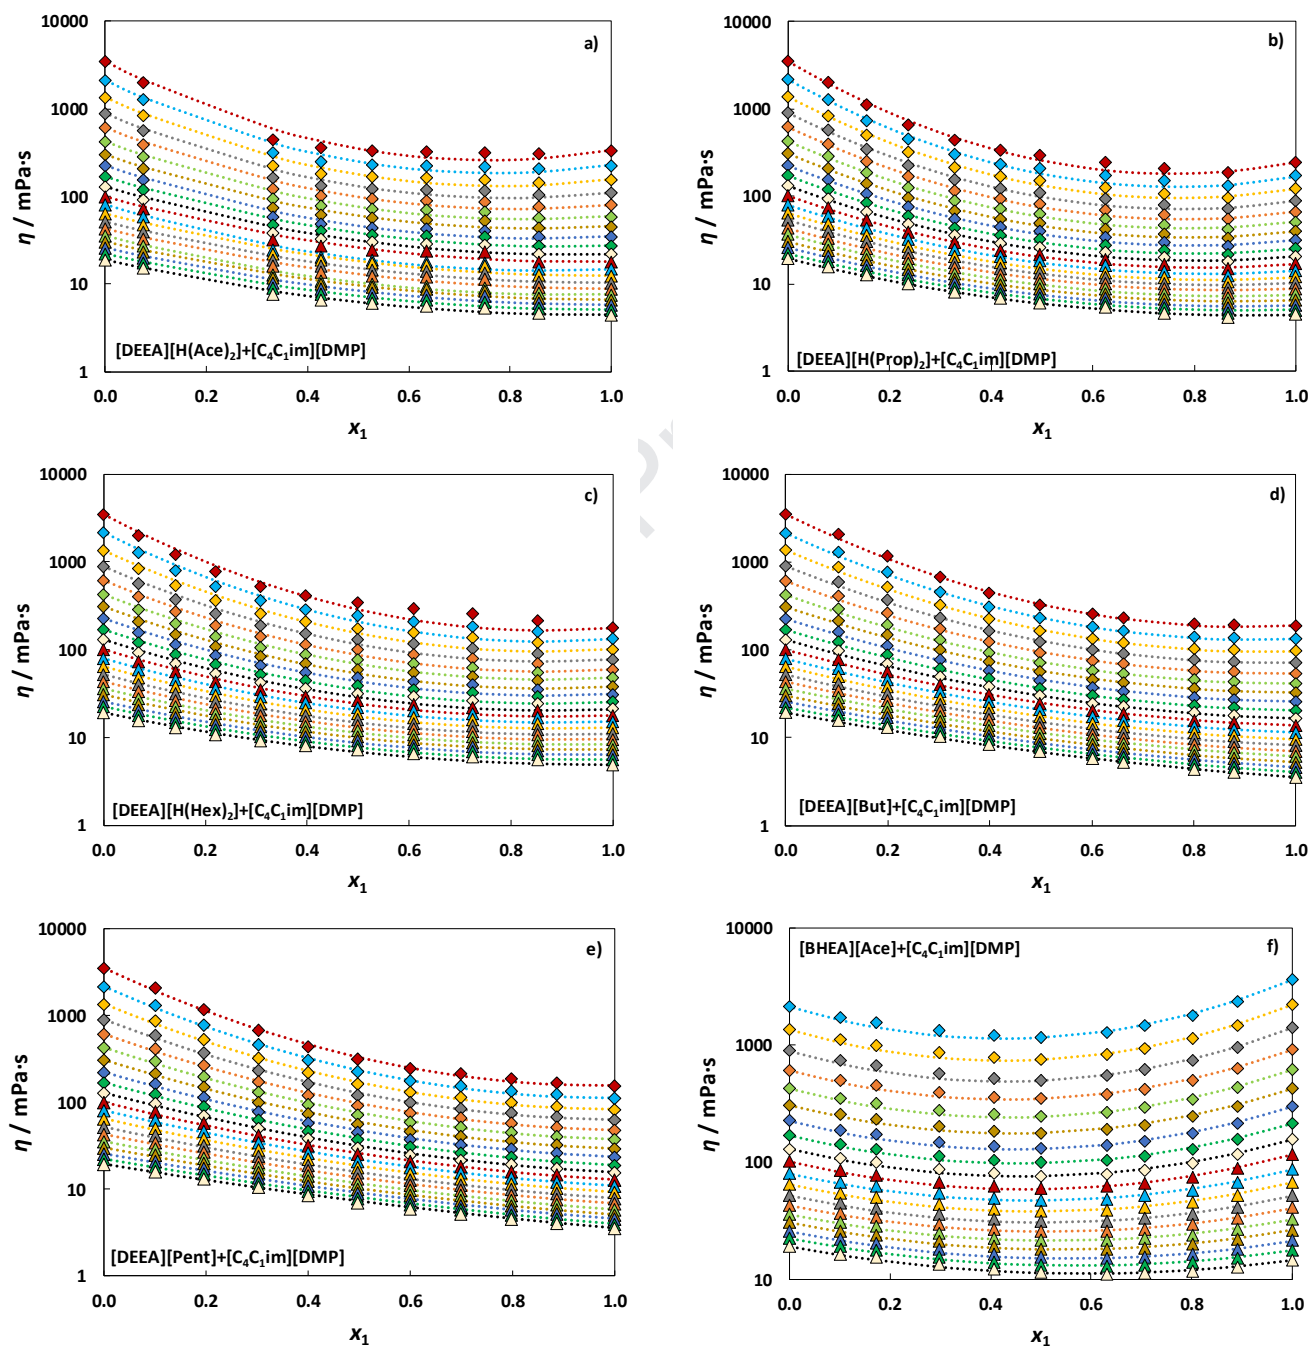 10000
1000
100
10
1
η / mPa·s
a)
[DEEA][H(Ace)₂]+[C₄C₁im][DMP]
0.0 0.2 0.4 0.6 0.8 1.0
x₁
10000
1000
100
10
1
η / mPa·s
b)
[DEEA][H(Prop)₂]+[C₄C₁im][DMP]
0.0 0.2 0.4 0.6 0.8 1.0
x₁
10000
1000
100
10
1
η / mPa·s
c)
[DEEA][H(Hex)₂]+[C₄C₁im][DMP]
0.0 0.2 0.4 0.6 0.8 1.0
x₁
10000
1000
100
10
1
η / mPa·s
d)
[DEEA][But]+[C₄C₁im][DMP]
0.0 0.2 0.4 0.6 0.8 1.0
x₁
10000
1000
100
10
1
η / mPa·s
e)
[DEEA][Pent]+[C₄C₁im][DMP]
0.0 0.2 0.4 0.6 0.8 1.0
x₁
10000
1000
100
10
η / mPa·s
[BHEA][Ace]+[C₄C₁im][DMP]
f)
0.0 0.2 0.4 0.6 0.8 1.0
x₁